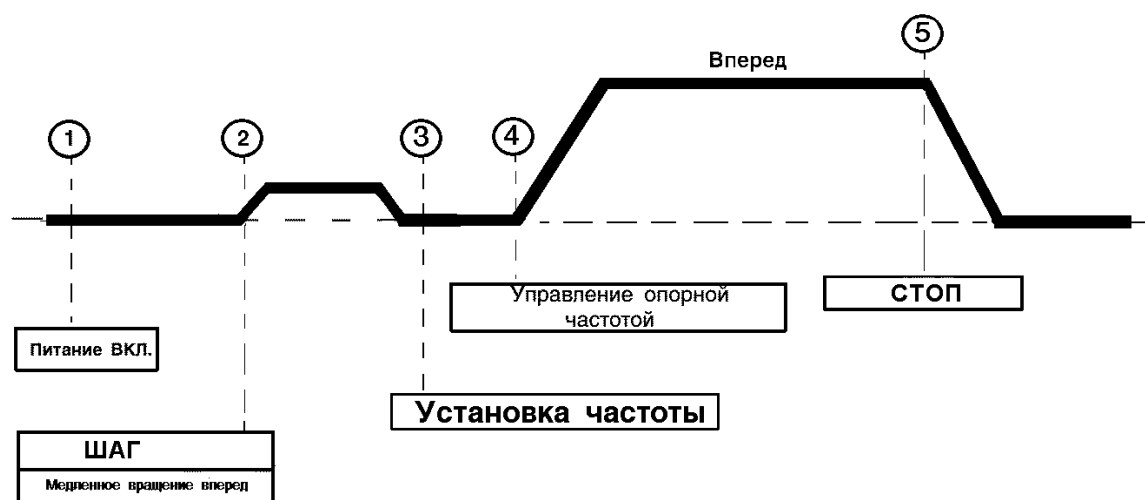 5
Вперед
1
2
3
4
Управление опорной
частотой
СТОП
Питание ВКЛ.
Установка частоты
ШАГ
Медленное вращение вперед